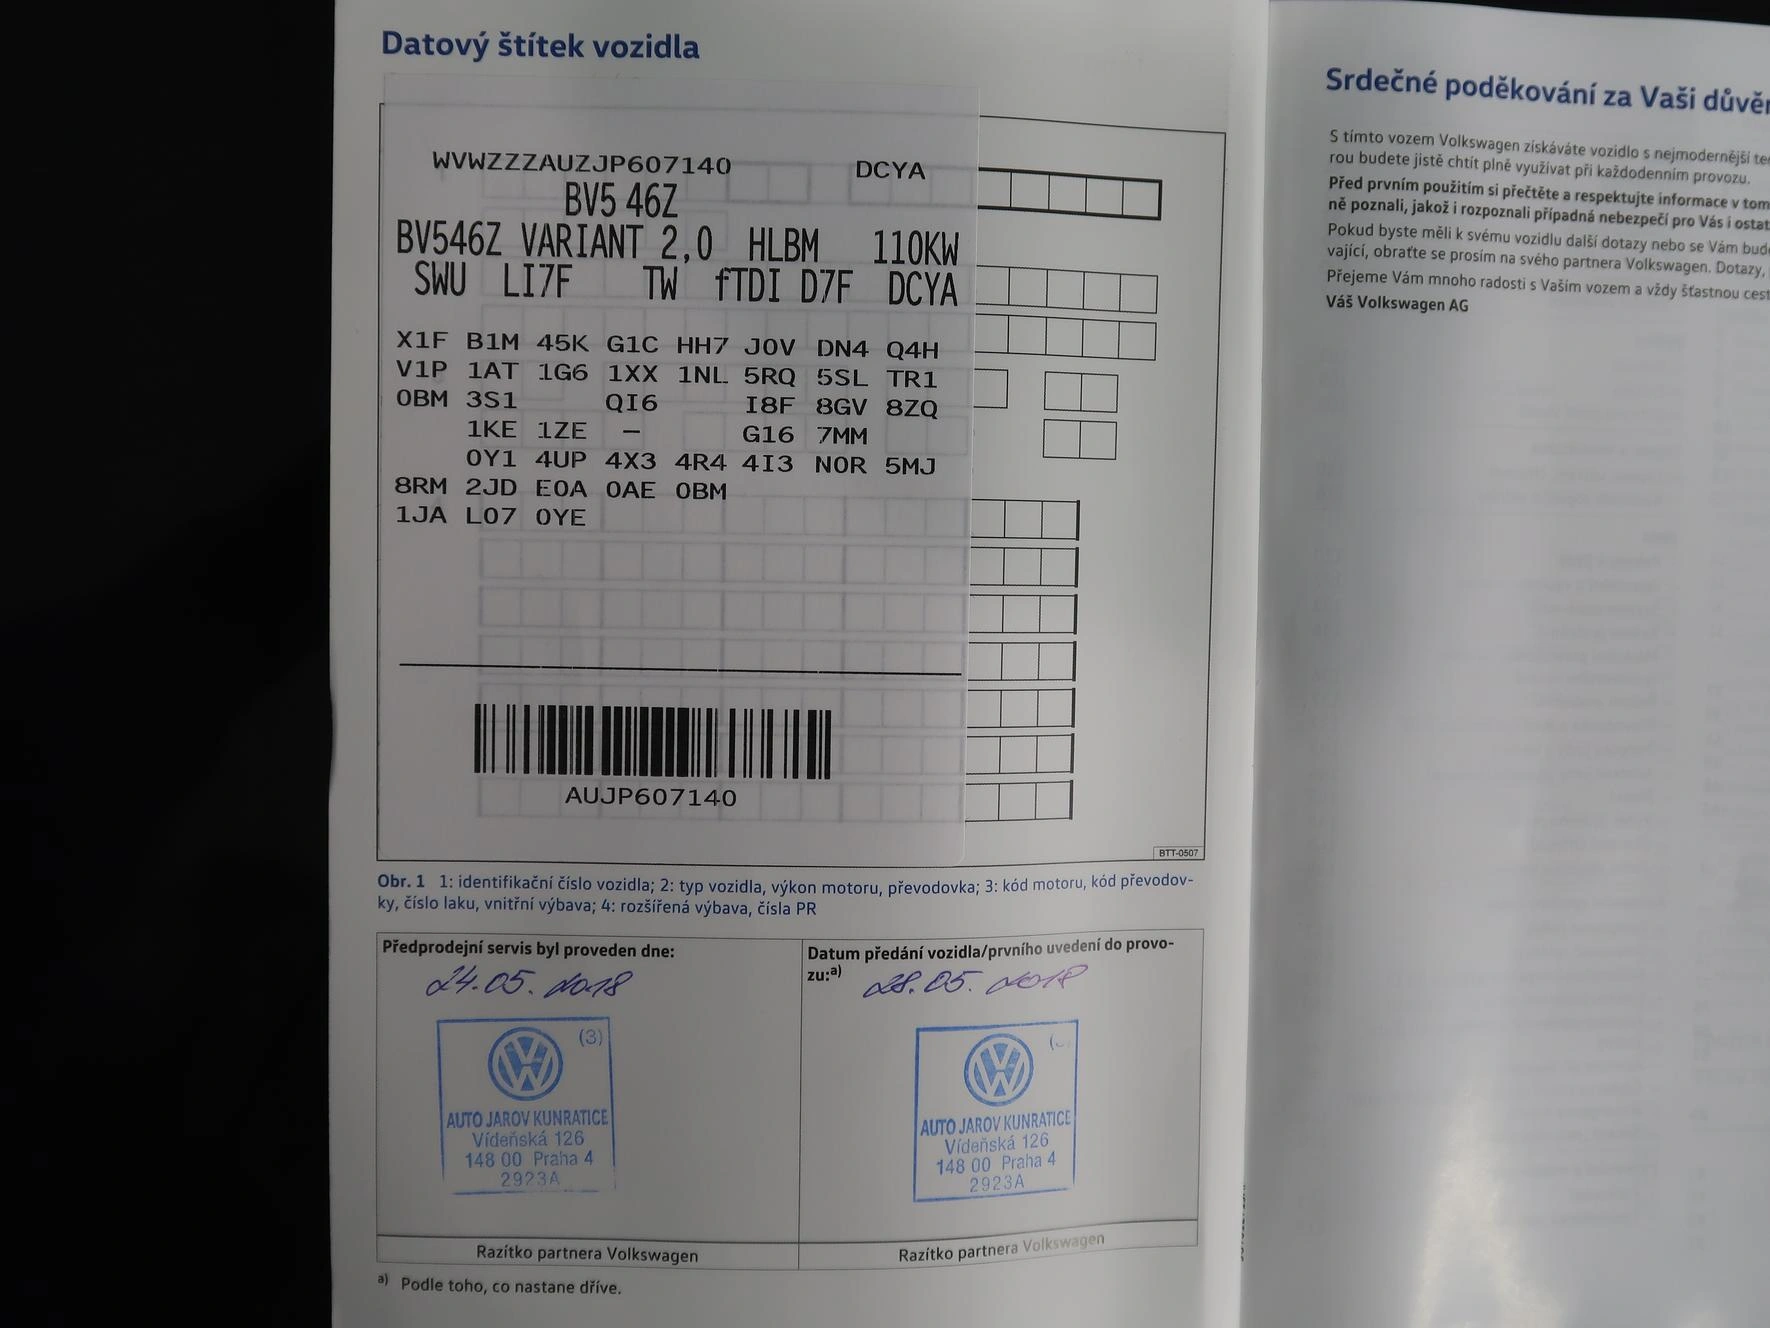 Datový štítek vozidla
WVWZZZAUZJP607140 DCYA
BV5 46Z
BV546Z VARIANT 2,0 HLBM 110KW
SWU LI7F TW fTDI D7F DCYA
X1F B1M 45K G1C HH7 J0V DN4 Q4H
V1P 1AT 1G6 1XX 1NL 5RQ 5SL TR1
0BM 3S1 QI6 I8F 8GV 8ZQ
1KE 1ZE – G16 7MM
0Y1 4UP 4X3 4R4 4I3 N0R 5MJ
8RM 2JD E0A 0AE 0BM
1JA L07 0YE
AUJP607140
BTT-0507
Obr. 1 1: identifikační číslo vozidla; 2: typ vozidla, výkon motoru, převodovka; 3: kód motoru, kód převodov-
ky, číslo laku, vnitřní výbava; 4: rozšířená výbava, čísla PR
Předprodejní servis byl proveden dne:
24.05. 2018
(3)
AUTO JAROV KUNRATICE
Vídeňská 126
148 00 Praha 4
2923A
Razítko partnera Volkswagen
Datum předání vozidla/prvního uvedení do provo-
zu:a)
28.05. 2018
AUTO JAROV KUNRATICE
Vídeňská 126
148 00 Praha 4
2923A
Razítko partnera Volkswagen
a) Podle toho, co nastane dříve.
Srdečné poděkování za Vaši
S tímto vozem Volkswagen získáváte vozidlo s nejmodernější
rou budete jistě chtít plně využívat při každodenním provozu.
Před prvním použitím si přečtěte a respektujte informace v
ně poznali, jakož i rozpoznali případná nebezpečí pro Vás i
Pokud byste měli k svému vozidlu další dotazy nebo se Vám
vající, obraťte se prosím na svého partnera Volkswagen. Dotazy,
Přejeme Vám mnoho radosti s Vaším vozem a vždy šťastnou
Váš Volkswagen AG